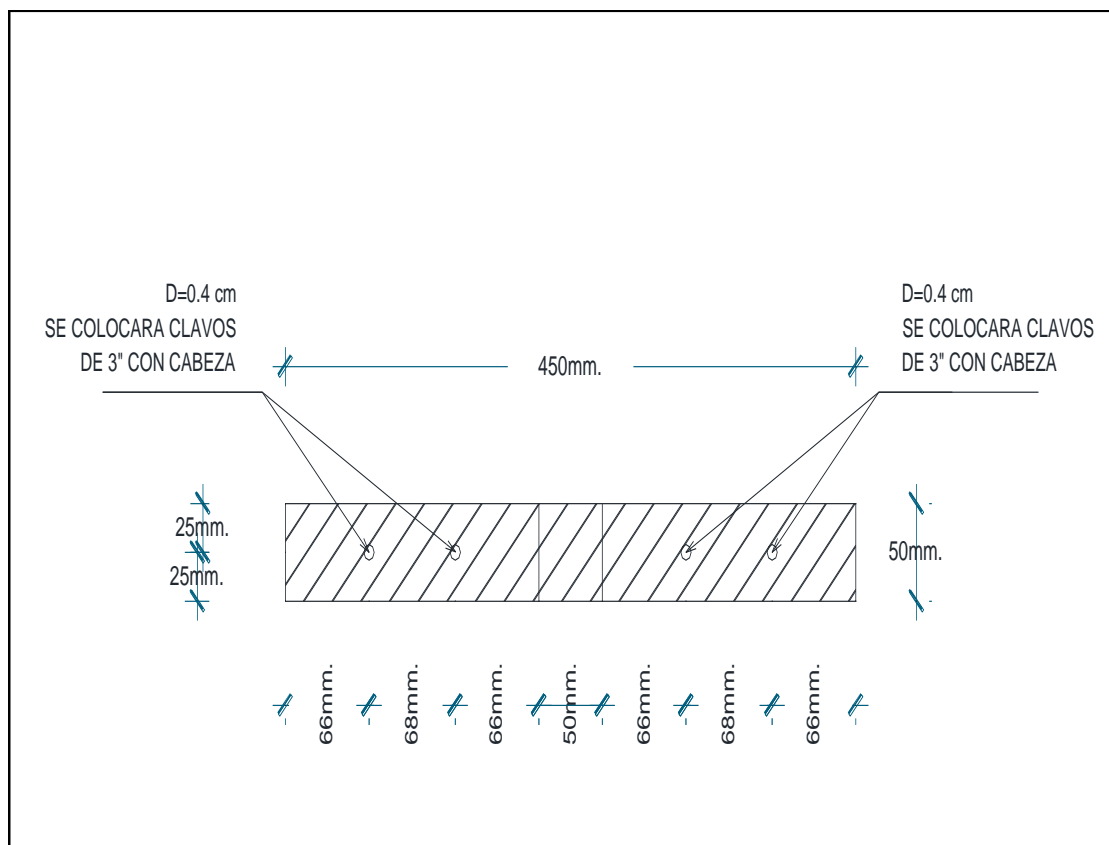 D=0.4 cm
SE COLOCARA CLAVOS
DE 3" CON CABEZA
D=0.4 cm
SE COLOCARA CLAVOS
DE 3" CON CABEZA
450mm.
25mm.
25mm.
50mm.
66mm.
68mm.
66mm.
50mm.
66mm.
68mm.
66mm.